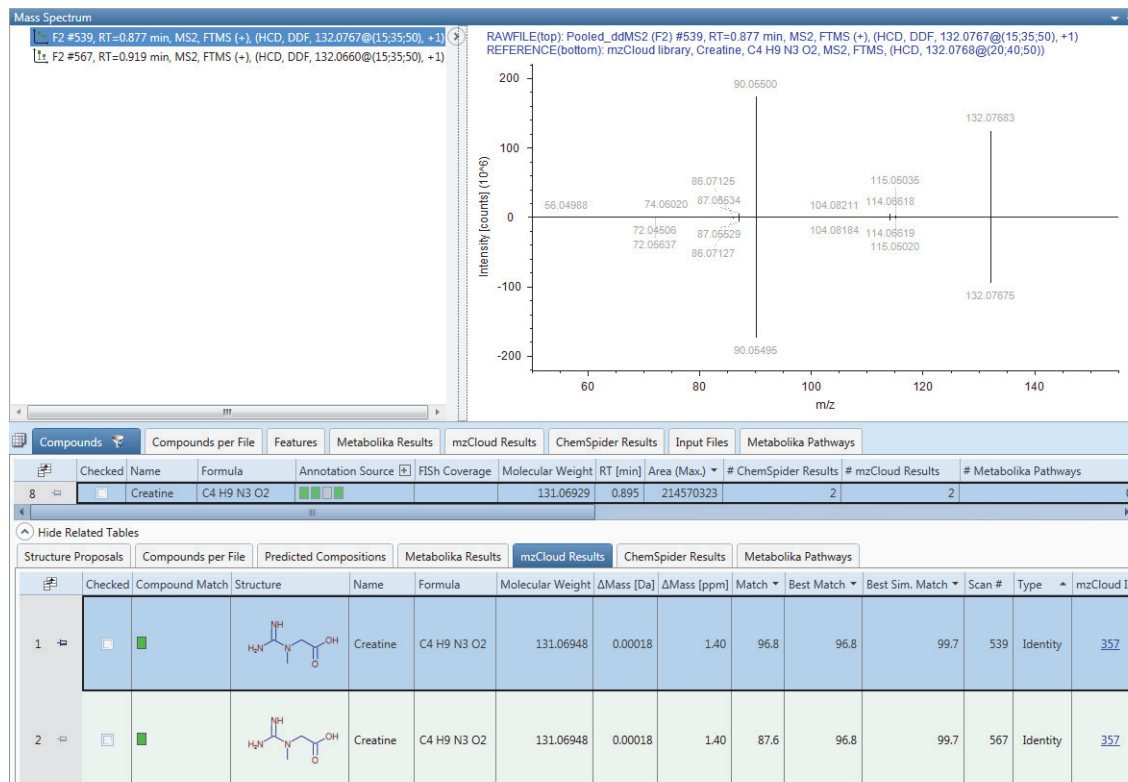 Mass Spectrum
F2 #539, RT=0.877 min, MS2, FTMS (+), (HCD, DDF, 132.0767@(15;35;50), +1)
F2 #567, RT=0.919 min, MS2, FTMS (+), (HCD, DDF, 132.0660@(15;35;50), +1)
RAWFILE(top): Pooled_ddMS2 (F2) #539, RT=0.877 min, MS2, FTMS (+), (HCD, DDF, 132.0767@(15;35;50), +1)
REFERENCE(bottom): mzCloud library, Creatine, C4 H9 N3 O2, MS2, FTMS, (HCD, 132.0768@(20;40;50))
Intensity [counts] (10^6)
200
100
0
-100
-200
90.05500
132.07683
86.07125
115.05035
56.04988
74.06020
87.05534
104.08211
114.06618
72.04506
87.05529
104.08184
114.06619
72.05637
86.07127
115.05020
132.07675
90.05495
60
80
100
120
140
m/z
Compounds
Compounds per File
Features
Metabolika Results
mzCloud Results
ChemSpider Results
Input Files
Metabolika Pathways
Checked Name Formula Annotation Source FISh Coverage Molecular Weight RT [min] Area (Max.) # ChemSpider Results # mzCloud Results # Metabolika Pathways
8 Creatine C4 H9 N3 O2 131.06929 0.895 214570323 2 2
Hide Related Tables
Structure Proposals
Compounds per File
Predicted Compositions
Metabolika Results
mzCloud Results
ChemSpider Results
Metabolika Pathways
Checked Compound Match Structure Name Formula Molecular Weight ΔMass [Da] ΔMass [ppm] Match Best Match Best Sim. Match Scan # Type mzCloud I
NH
H₂N N OH
O
1 Creatine C4 H9 N3 O2 131.06948 0.00018 1.40 96.8 96.8 99.7 539 Identity 357
NH
H₂N N OH
O
2 Creatine C4 H9 N3 O2 131.06948 0.00018 1.40 87.6 96.8 99.7 567 Identity 357